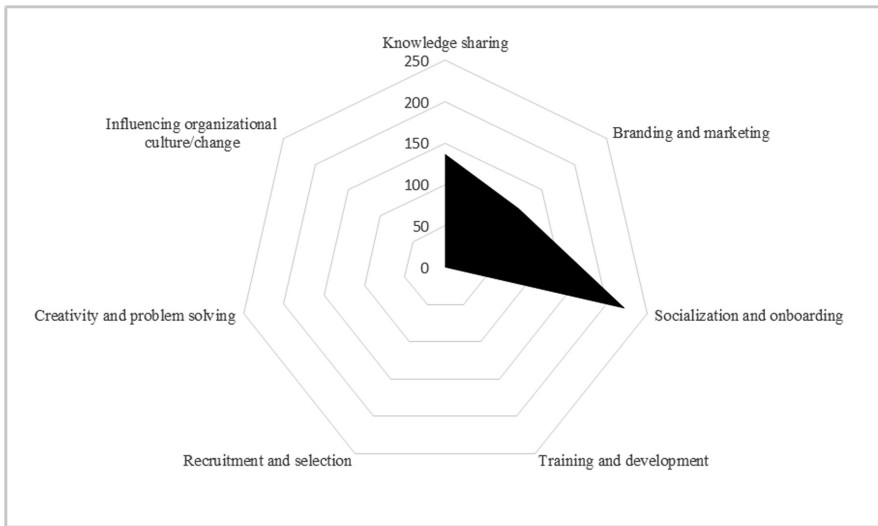 Knowledge sharing
250
200
150
100
50
0
Branding and marketing
Socialization and onboarding
Training and development
Recruitment and selection
Creativity and problem solving
Influencing organizational
culture/change